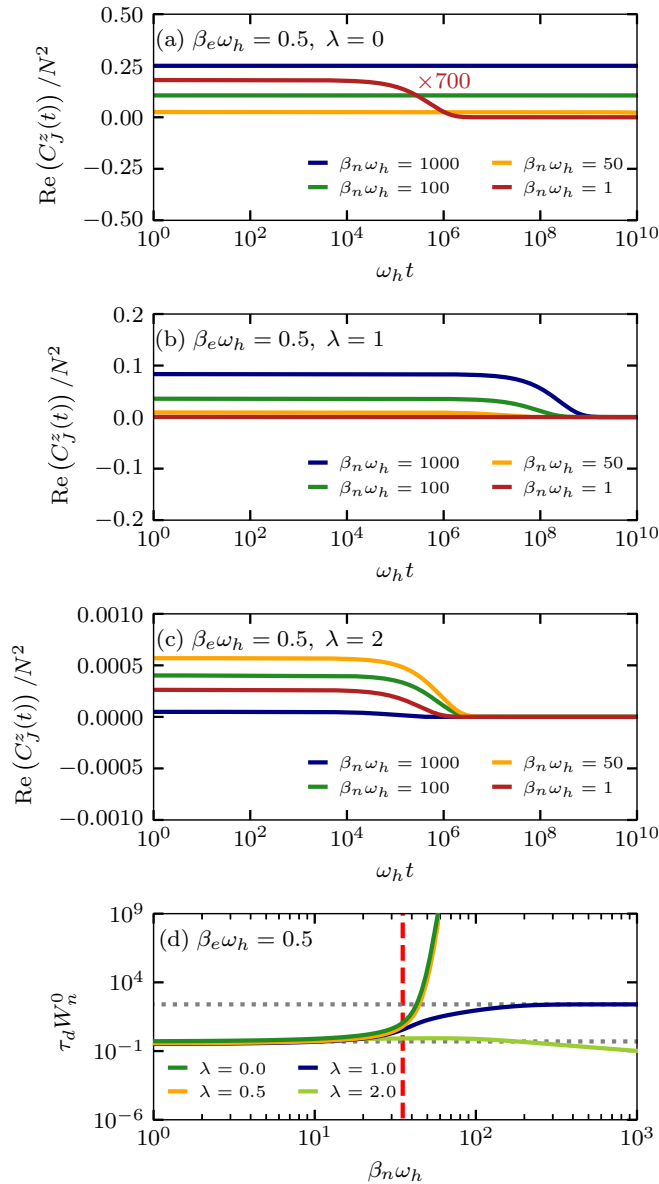 (a) βₑωₕ = 0.5, λ = 0
Re (C_J^z(t)) /N²
0.50
0.25
0.00
−0.25
−0.50
×700
βₙωₕ = 1000
βₙωₕ = 50
βₙωₕ = 100
βₙωₕ = 1
10⁰ 10² 10⁴ 10⁶ 10⁸ 10¹⁰
ωₕt
(b) βₑωₕ = 0.5, λ = 1
Re (C_J^z(t)) /N²
0.2
0.1
0.0
−0.1
−0.2
βₙωₕ = 1000
βₙωₕ = 50
βₙωₕ = 100
βₙωₕ = 1
10⁰ 10² 10⁴ 10⁶ 10⁸ 10¹⁰
ωₕt
(c) βₑωₕ = 0.5, λ = 2
Re (C_J^z(t)) /N²
0.0010
0.0005
0.0000
−0.0005
−0.0010
βₙωₕ = 1000
βₙωₕ = 50
βₙωₕ = 100
βₙωₕ = 1
10⁰ 10² 10⁴ 10⁶ 10⁸ 10¹⁰
ωₕt
(d) βₑωₕ = 0.5
τ_d W_n^0
10⁹
10⁴
10⁻¹
10⁻⁶
λ = 0.0
λ = 1.0
λ = 0.5
λ = 2.0
10⁰ 10¹ 10² 10³
βₙωₕ